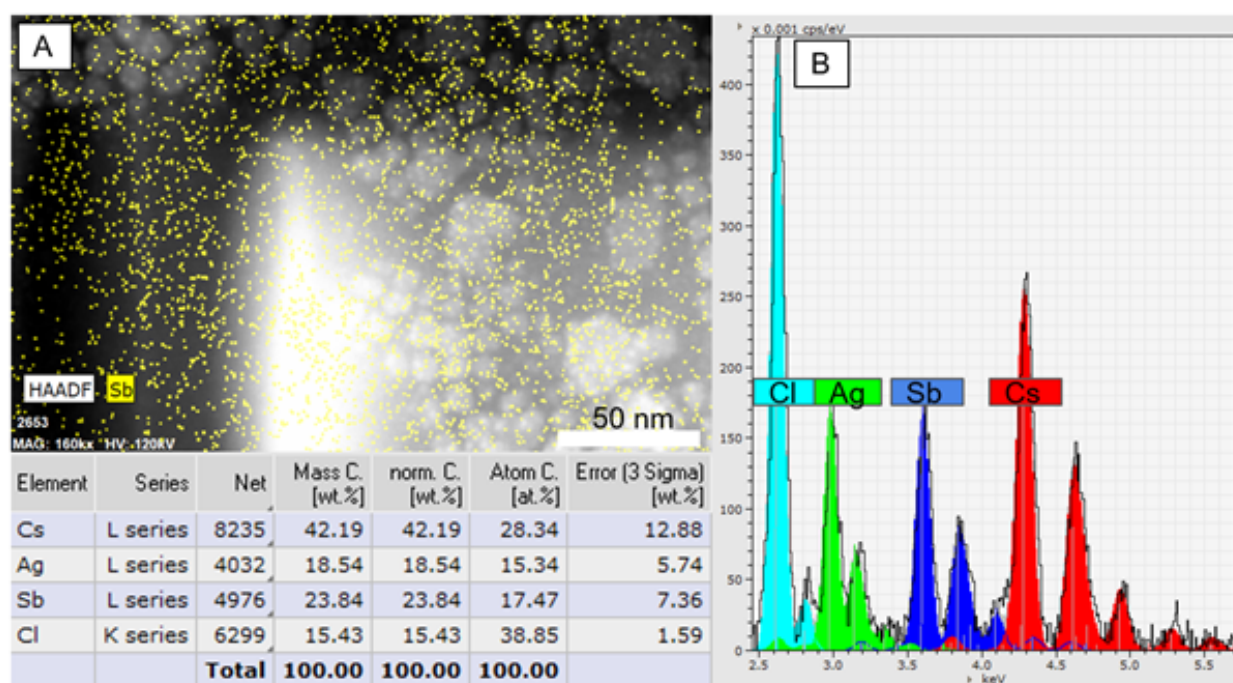 A
HAADF Sb
2653
MAG: 160kx HV: 120kV
50 nm
Element Series Net Mass C. [wt.%] norm. C. [wt.%] Atom C. [at.%] Error (3 Sigma) [wt.%]
Cs L series 8235 42.19 42.19 28.34 12.88
Ag L series 4032 18.54 18.54 15.34 5.74
Sb L series 4976 23.84 23.84 17.47 7.36
Cl K series 6299 15.43 15.43 38.85 1.59
Total 100.00 100.00 100.00
x 0.001 cps/eV
B
400
350
300
250
200
150
100
50
0
Cl Ag Sb Cs
2.5 3.0 3.5 4.0 4.5 5.0 5.5
keV